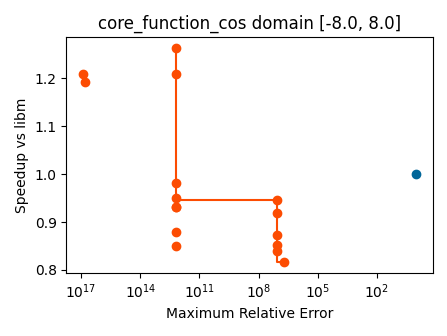 core_function_cos domain [-8.0, 8.0]
Speedup vs libm
1.2
1.1
1.0
0.9
0.8
10^17 10^14 10^11 10^8 10^5 10^2
Maximum Relative Error